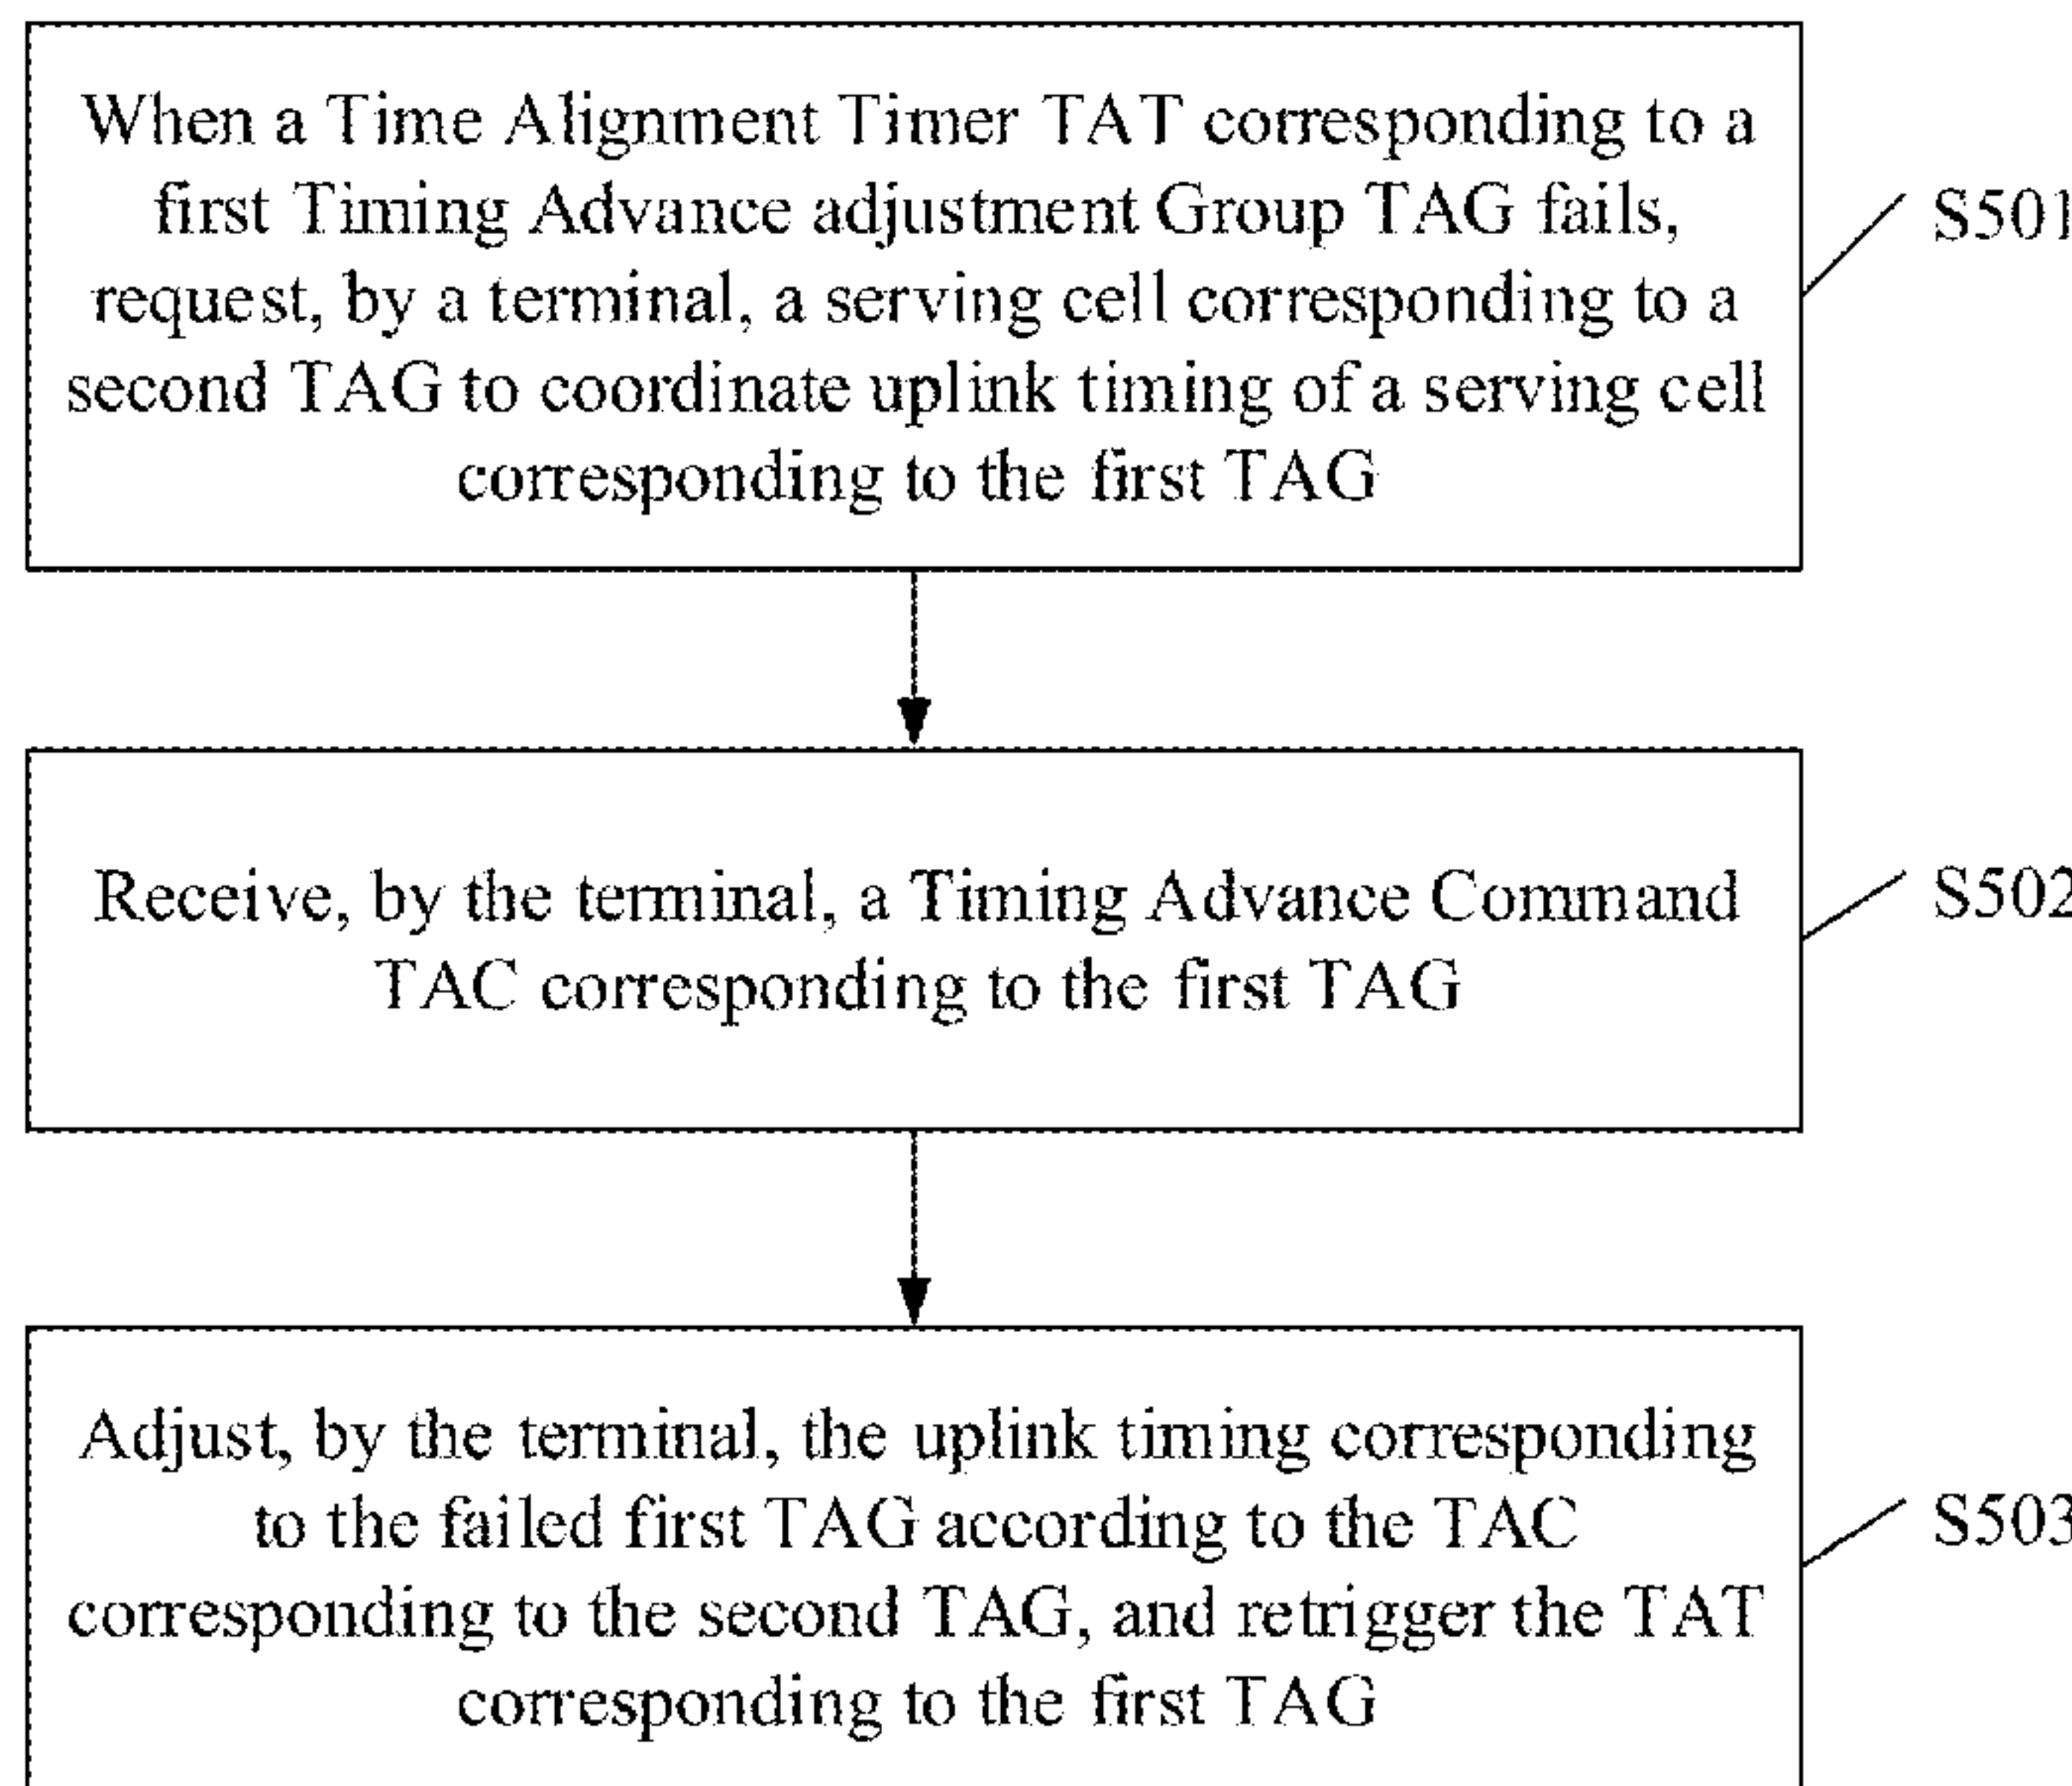 When a Time Alignment Timer TAT corresponding to a
first Timing Advance adjustment Group TAG fails,
request, by a terminal, a serving cell corresponding to a
second TAG to coordinate uplink timing of a serving cell
corresponding to the first TAG
S501
Receive, by the terminal, a Timing Advance Command
TAC corresponding to the first TAG
S502
Adjust, by the terminal, the uplink timing corresponding
to the failed first TAG according to the TAC
corresponding to the second TAG, and retrigger the TAT
corresponding to the first TAG
S503